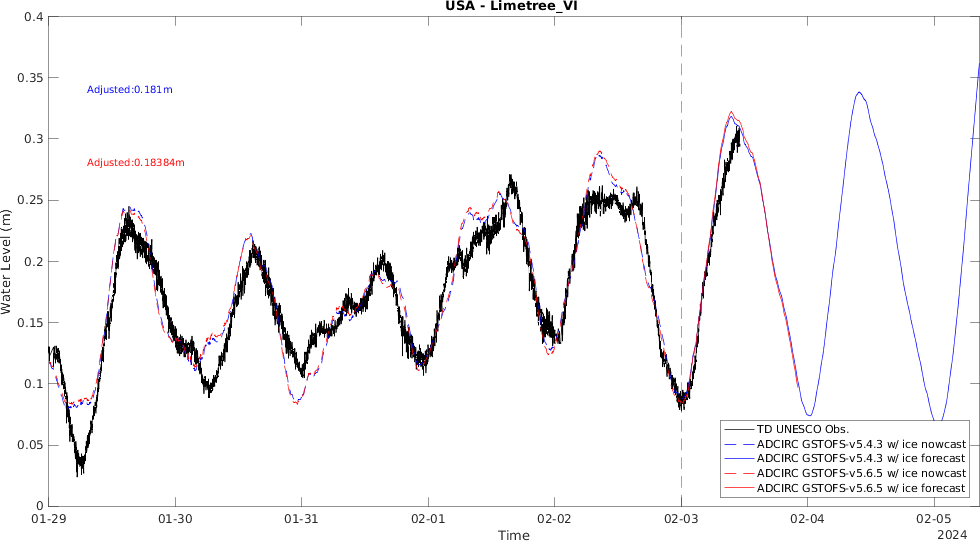 USA - Limetree_VI
0.4
0.35
0.3
0.25
0.2
0.15
0.1
0.05
0
Water Level (m)
Adjusted:0.181m
Adjusted:0.18384m
TD UNESCO Obs.
ADCIRC GSTOFS-v5.4.3 w/ ice nowcast
ADCIRC GSTOFS-v5.4.3 w/ ice forecast
ADCIRC GSTOFS-v5.6.5 w/ ice nowcast
ADCIRC GSTOFS-v5.6.5 w/ ice forecast
01-29 01-30 01-31 02-01 02-02 02-03 02-04 02-05
Time
2024